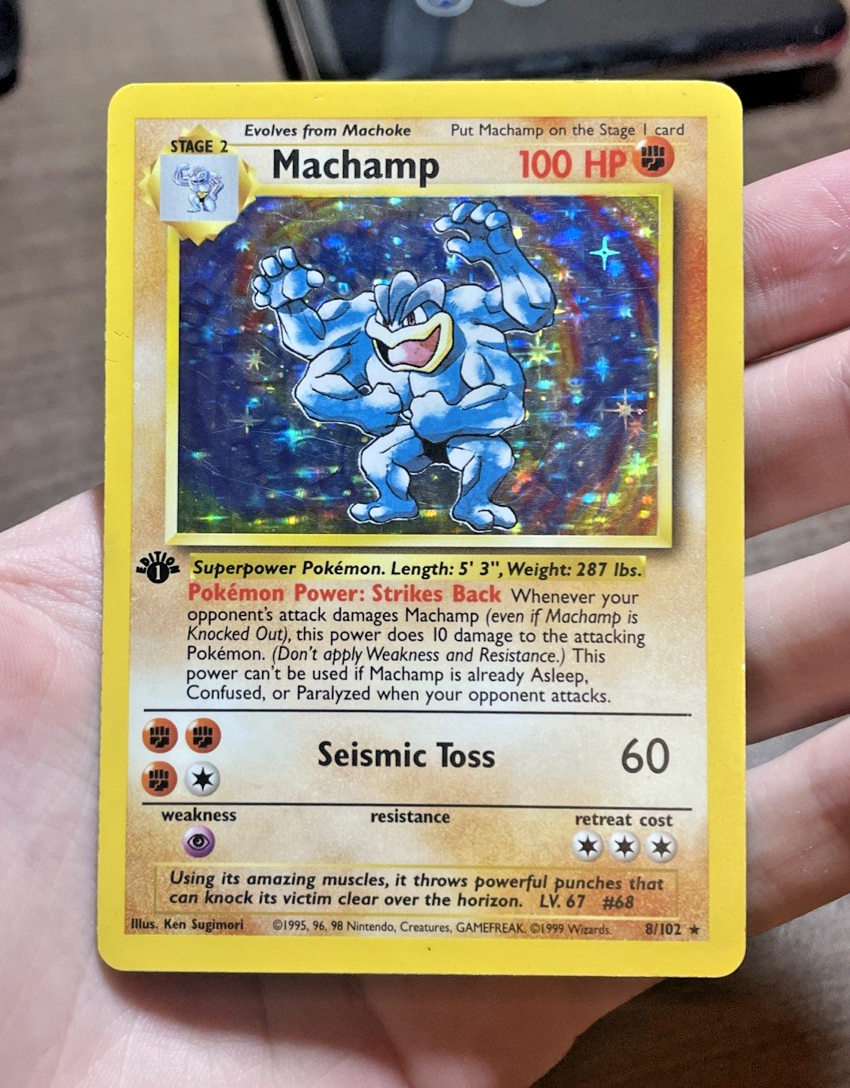 Evolves from Machoke Put Machamp on the Stage 1 card
STAGE 2
Machamp 100 HP
EDITION
1
Superpower Pokémon. Length: 5' 3", Weight: 287 lbs.
Pokémon Power: Strikes Back Whenever your
opponent's attack damages Machamp (even if Machamp is
Knocked Out), this power does 10 damage to the attacking
Pokémon. (Don't apply Weakness and Resistance.) This
power can't be used if Machamp is already Asleep,
Confused, or Paralyzed when your opponent attacks.
Seismic Toss 60
weakness resistance retreat cost
Using its amazing muscles, it throws powerful punches that
can knock its victim clear over the horizon. LV. 67 #68
Illus. Ken Sugimori ©1995, 96, 98 Nintendo, Creatures, GAMEFREAK. ©1999 Wizards. 8/102 ★